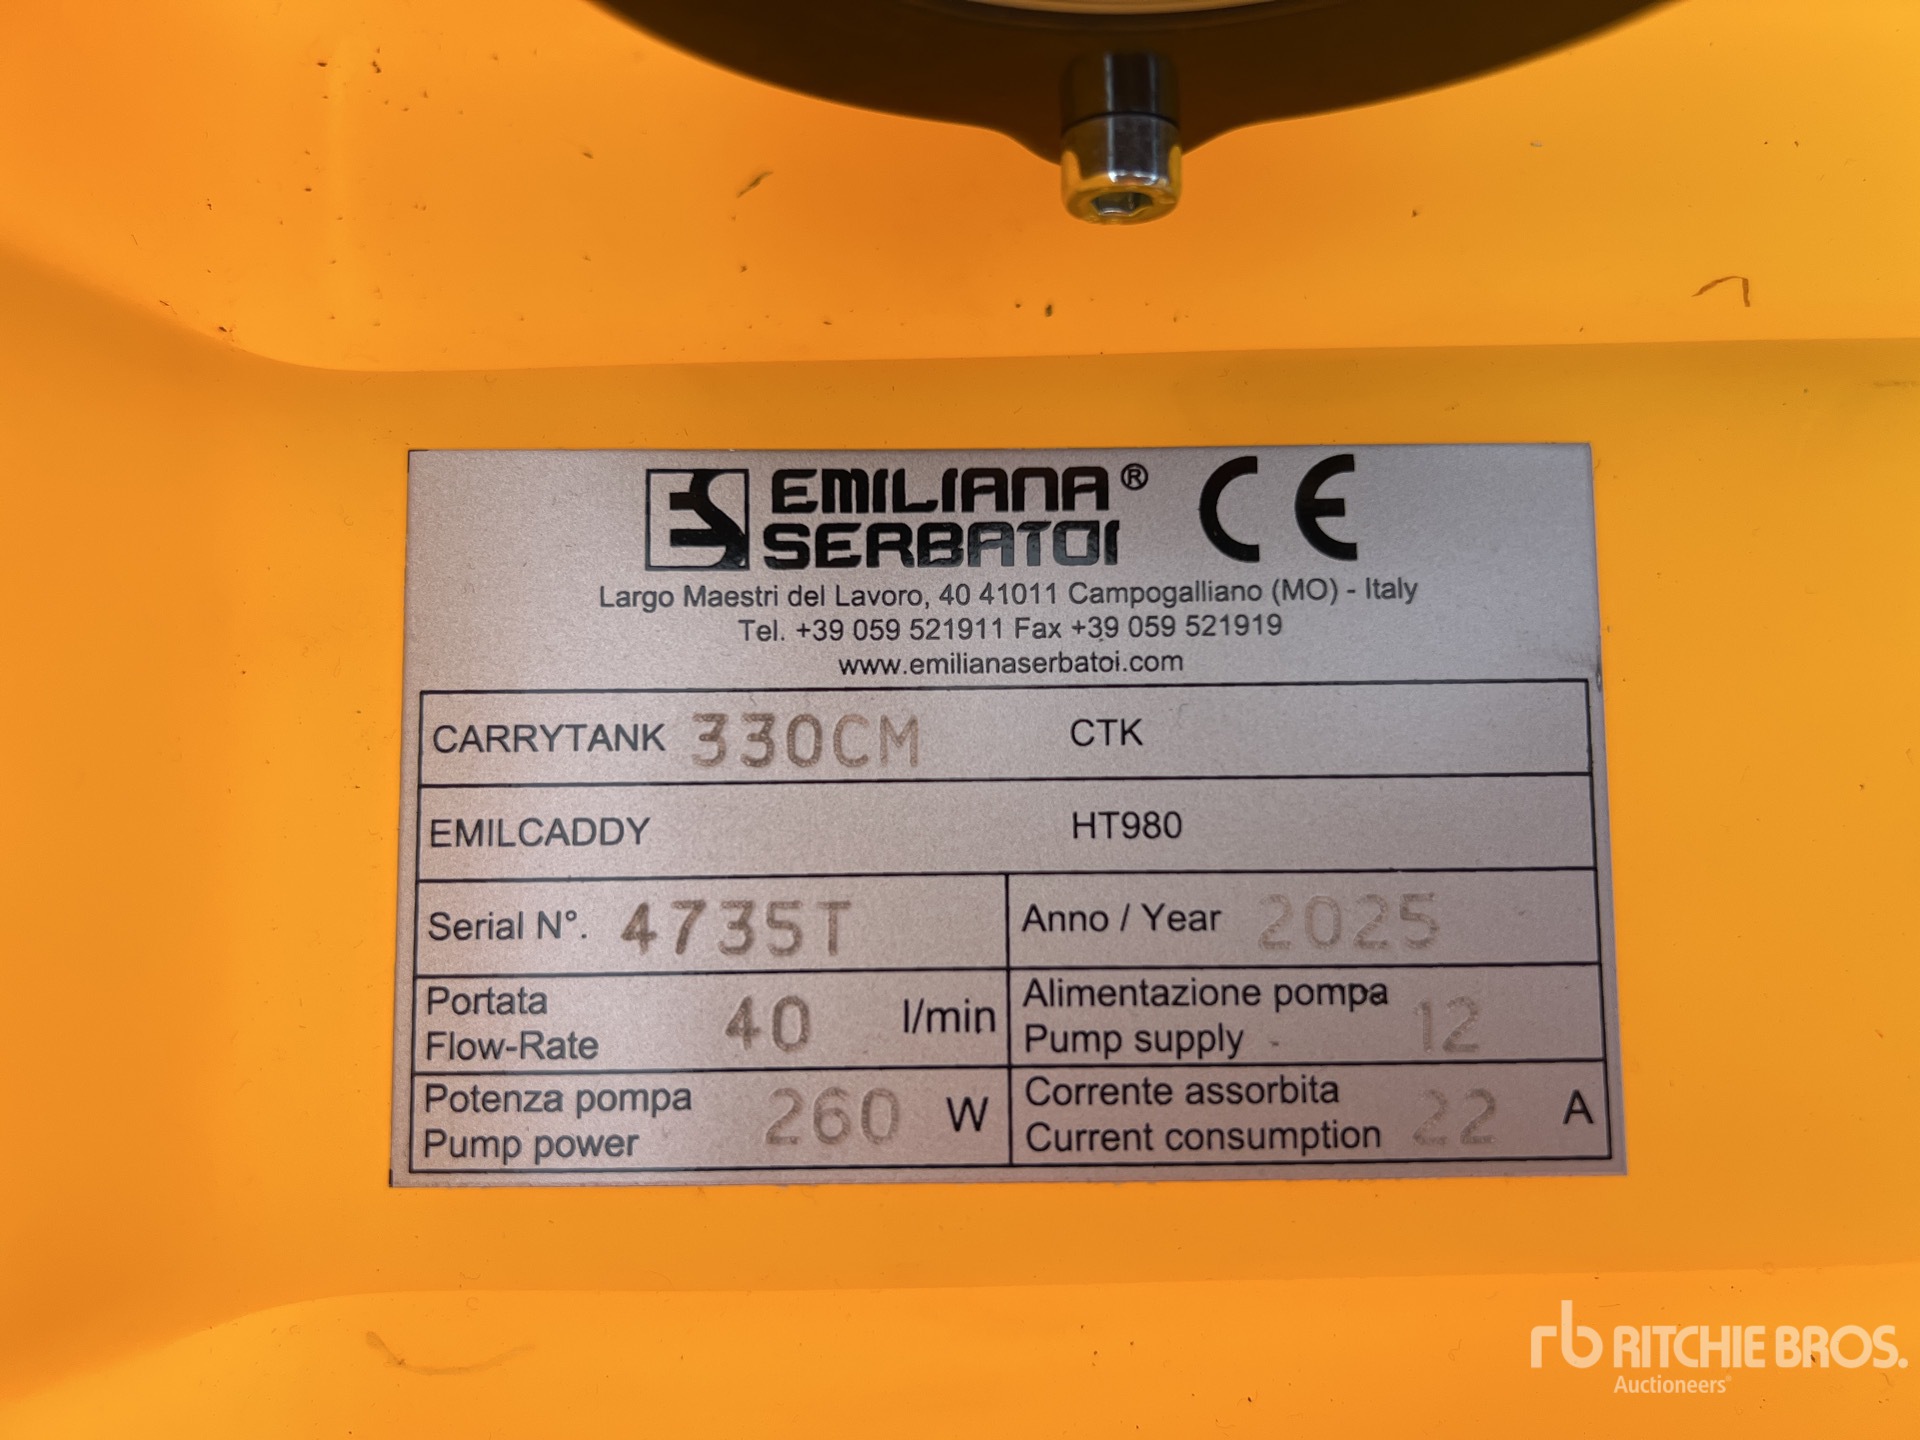 EMILIANA® CE
SERBATOI
Largo Maestri del Lavoro, 40 41011 Campogalliano (MO) - Italy
Tel. +39 059 521911 Fax +39 059 521919
www.emilianaserbatoi.com
CARRYTANK 330CM CTK
EMILCADDY HT980
Serial N°. 4735T Anno / Year 2025
Portata
Flow-Rate 40 l/min
Alimentazione pompa
Pump supply 12
Potenza pompa
Pump power 260 W
Corrente assorbita
Current consumption 22 A
rb RITCHIE BROS.
Auctioneers